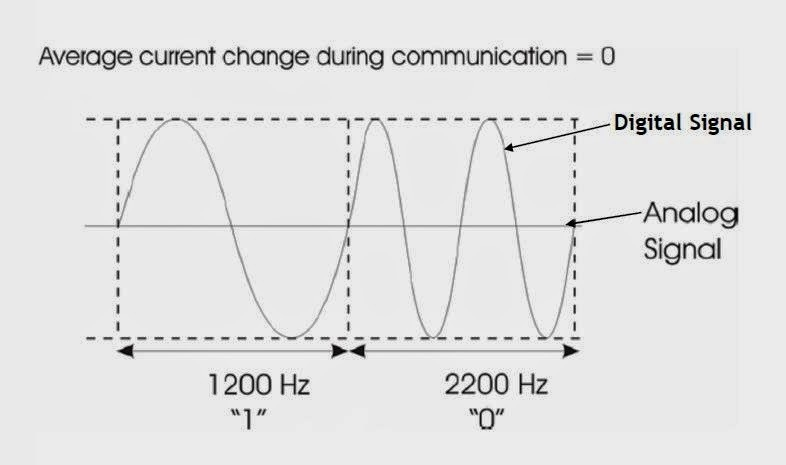 Average current change during communication = 0
Digital Signal
Analog
Signal
1200 Hz
"1"
2200 Hz
"0"